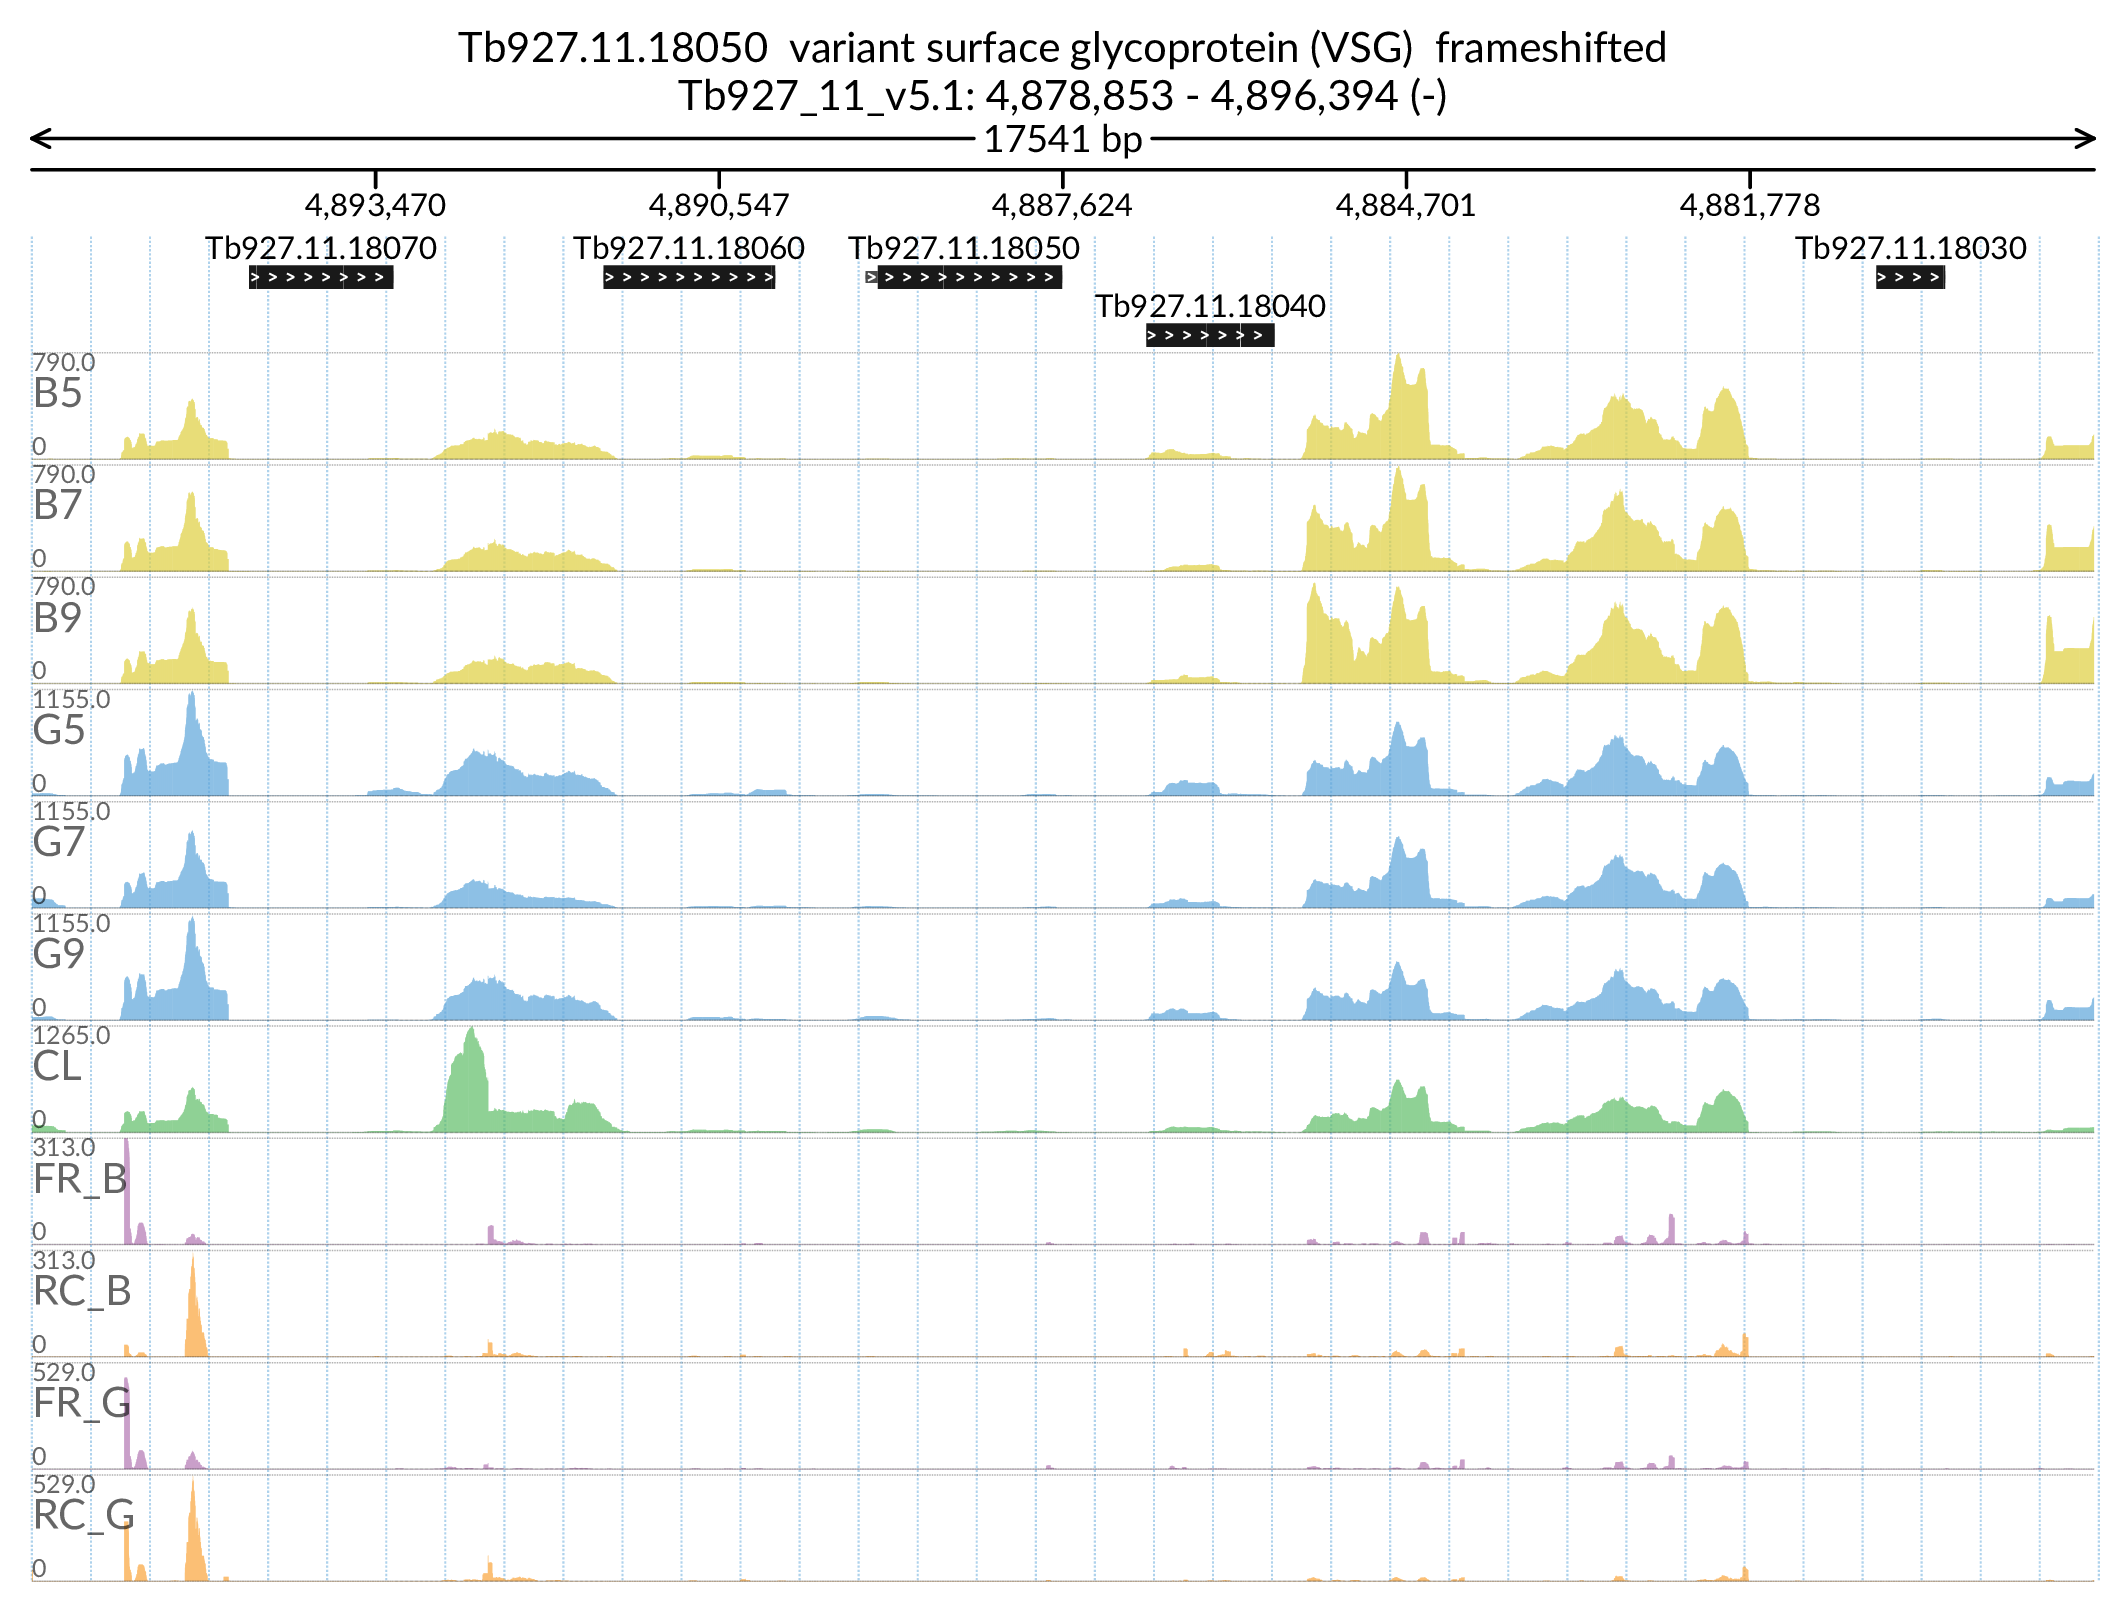 Tb927.11.18050 variant surface glycoprotein (VSG) frameshifted
Tb927_11_v5.1: 4,878,853 - 4,896,394 (-)
17541 bp
4,893,470 4,890,547 4,887,624 4,884,701 4,881,778
Tb927.11.18070 Tb927.11.18060 Tb927.11.18050 Tb927.11.18030
Tb927.11.18040
790.0
B5
0
790.0
B7
0
790.0
B9
0
1155.0
G5
0
1155.0
G7
0
1155.0
G9
0
1265.0
CL
0
313.0
FR_B
0
313.0
RC_B
0
529.0
FR_G
0
529.0
RC_G
0